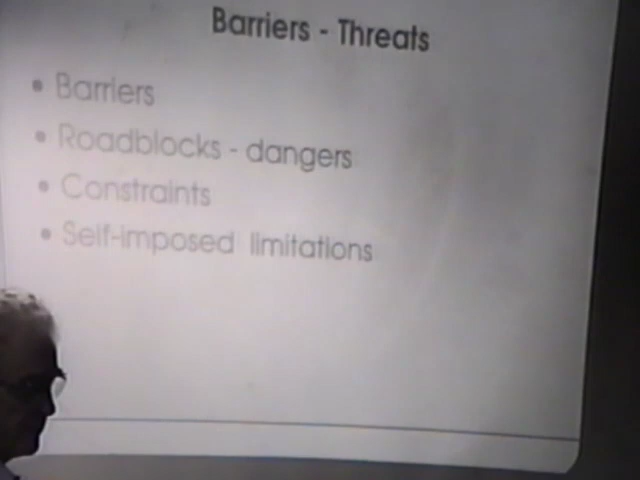 Barriers - Threats
• Barriers
• Roadblocks - dangers
• Constraints
• Self-imposed limitations